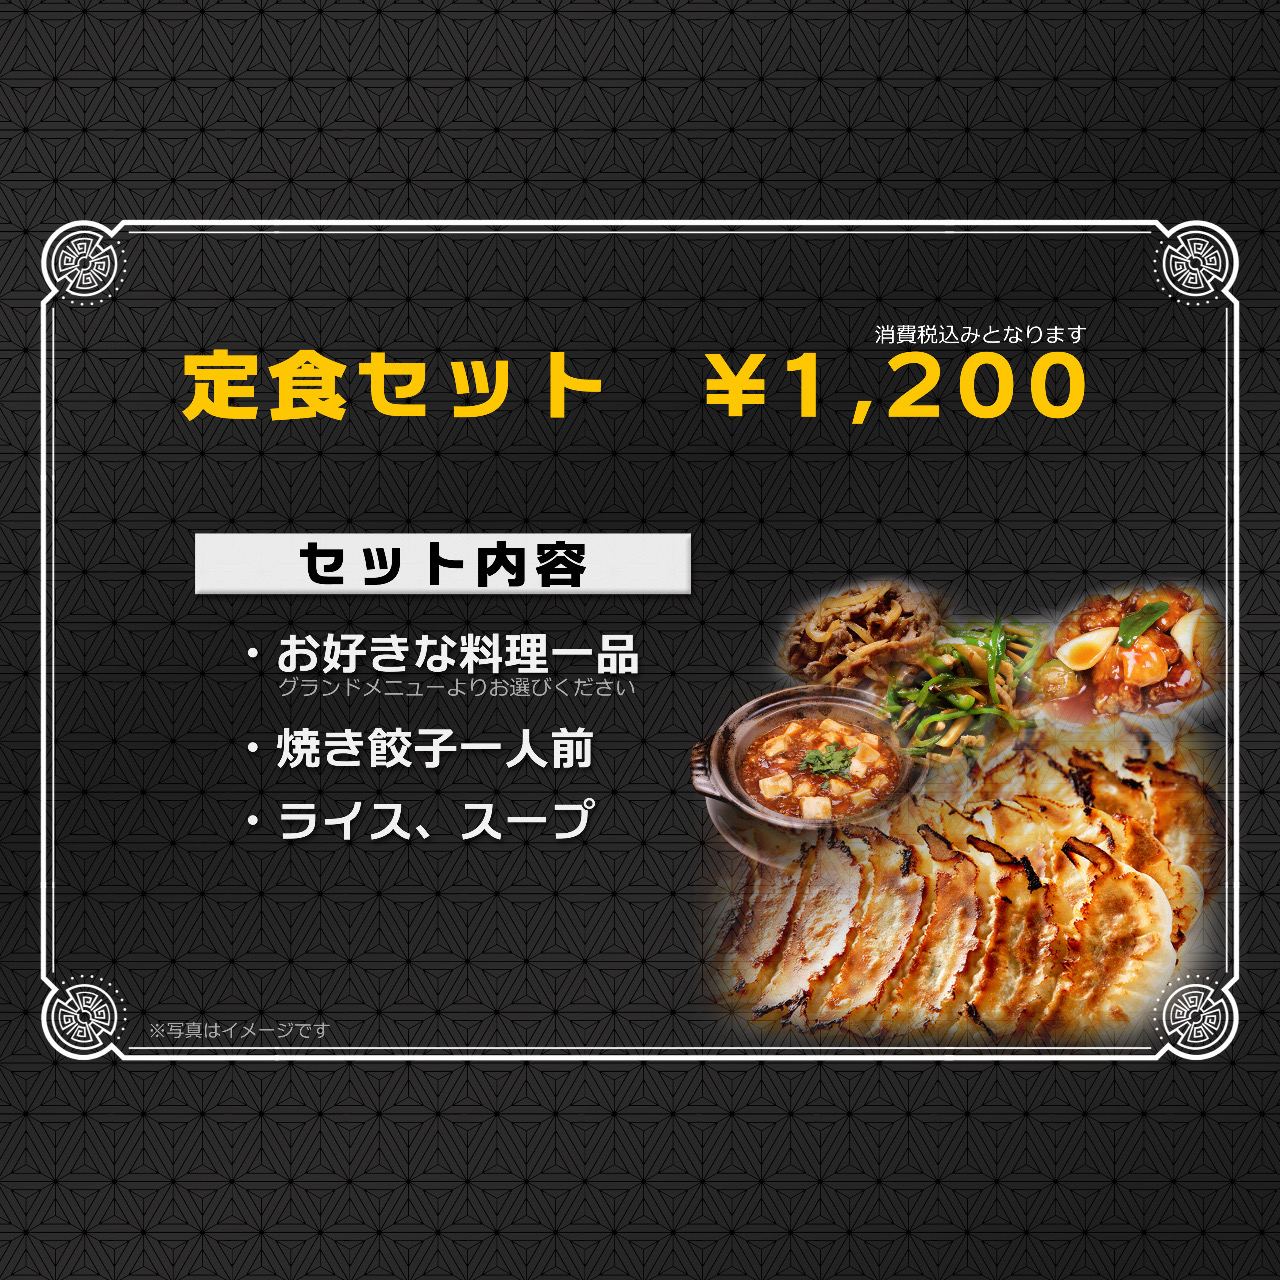 消費税込みとなります
定食セット ¥1,200
セット内容
・お好きな料理一品
グランドメニューよりお選びください
・焼き餃子一人前
・ライス、スープ
※写真はイメージです